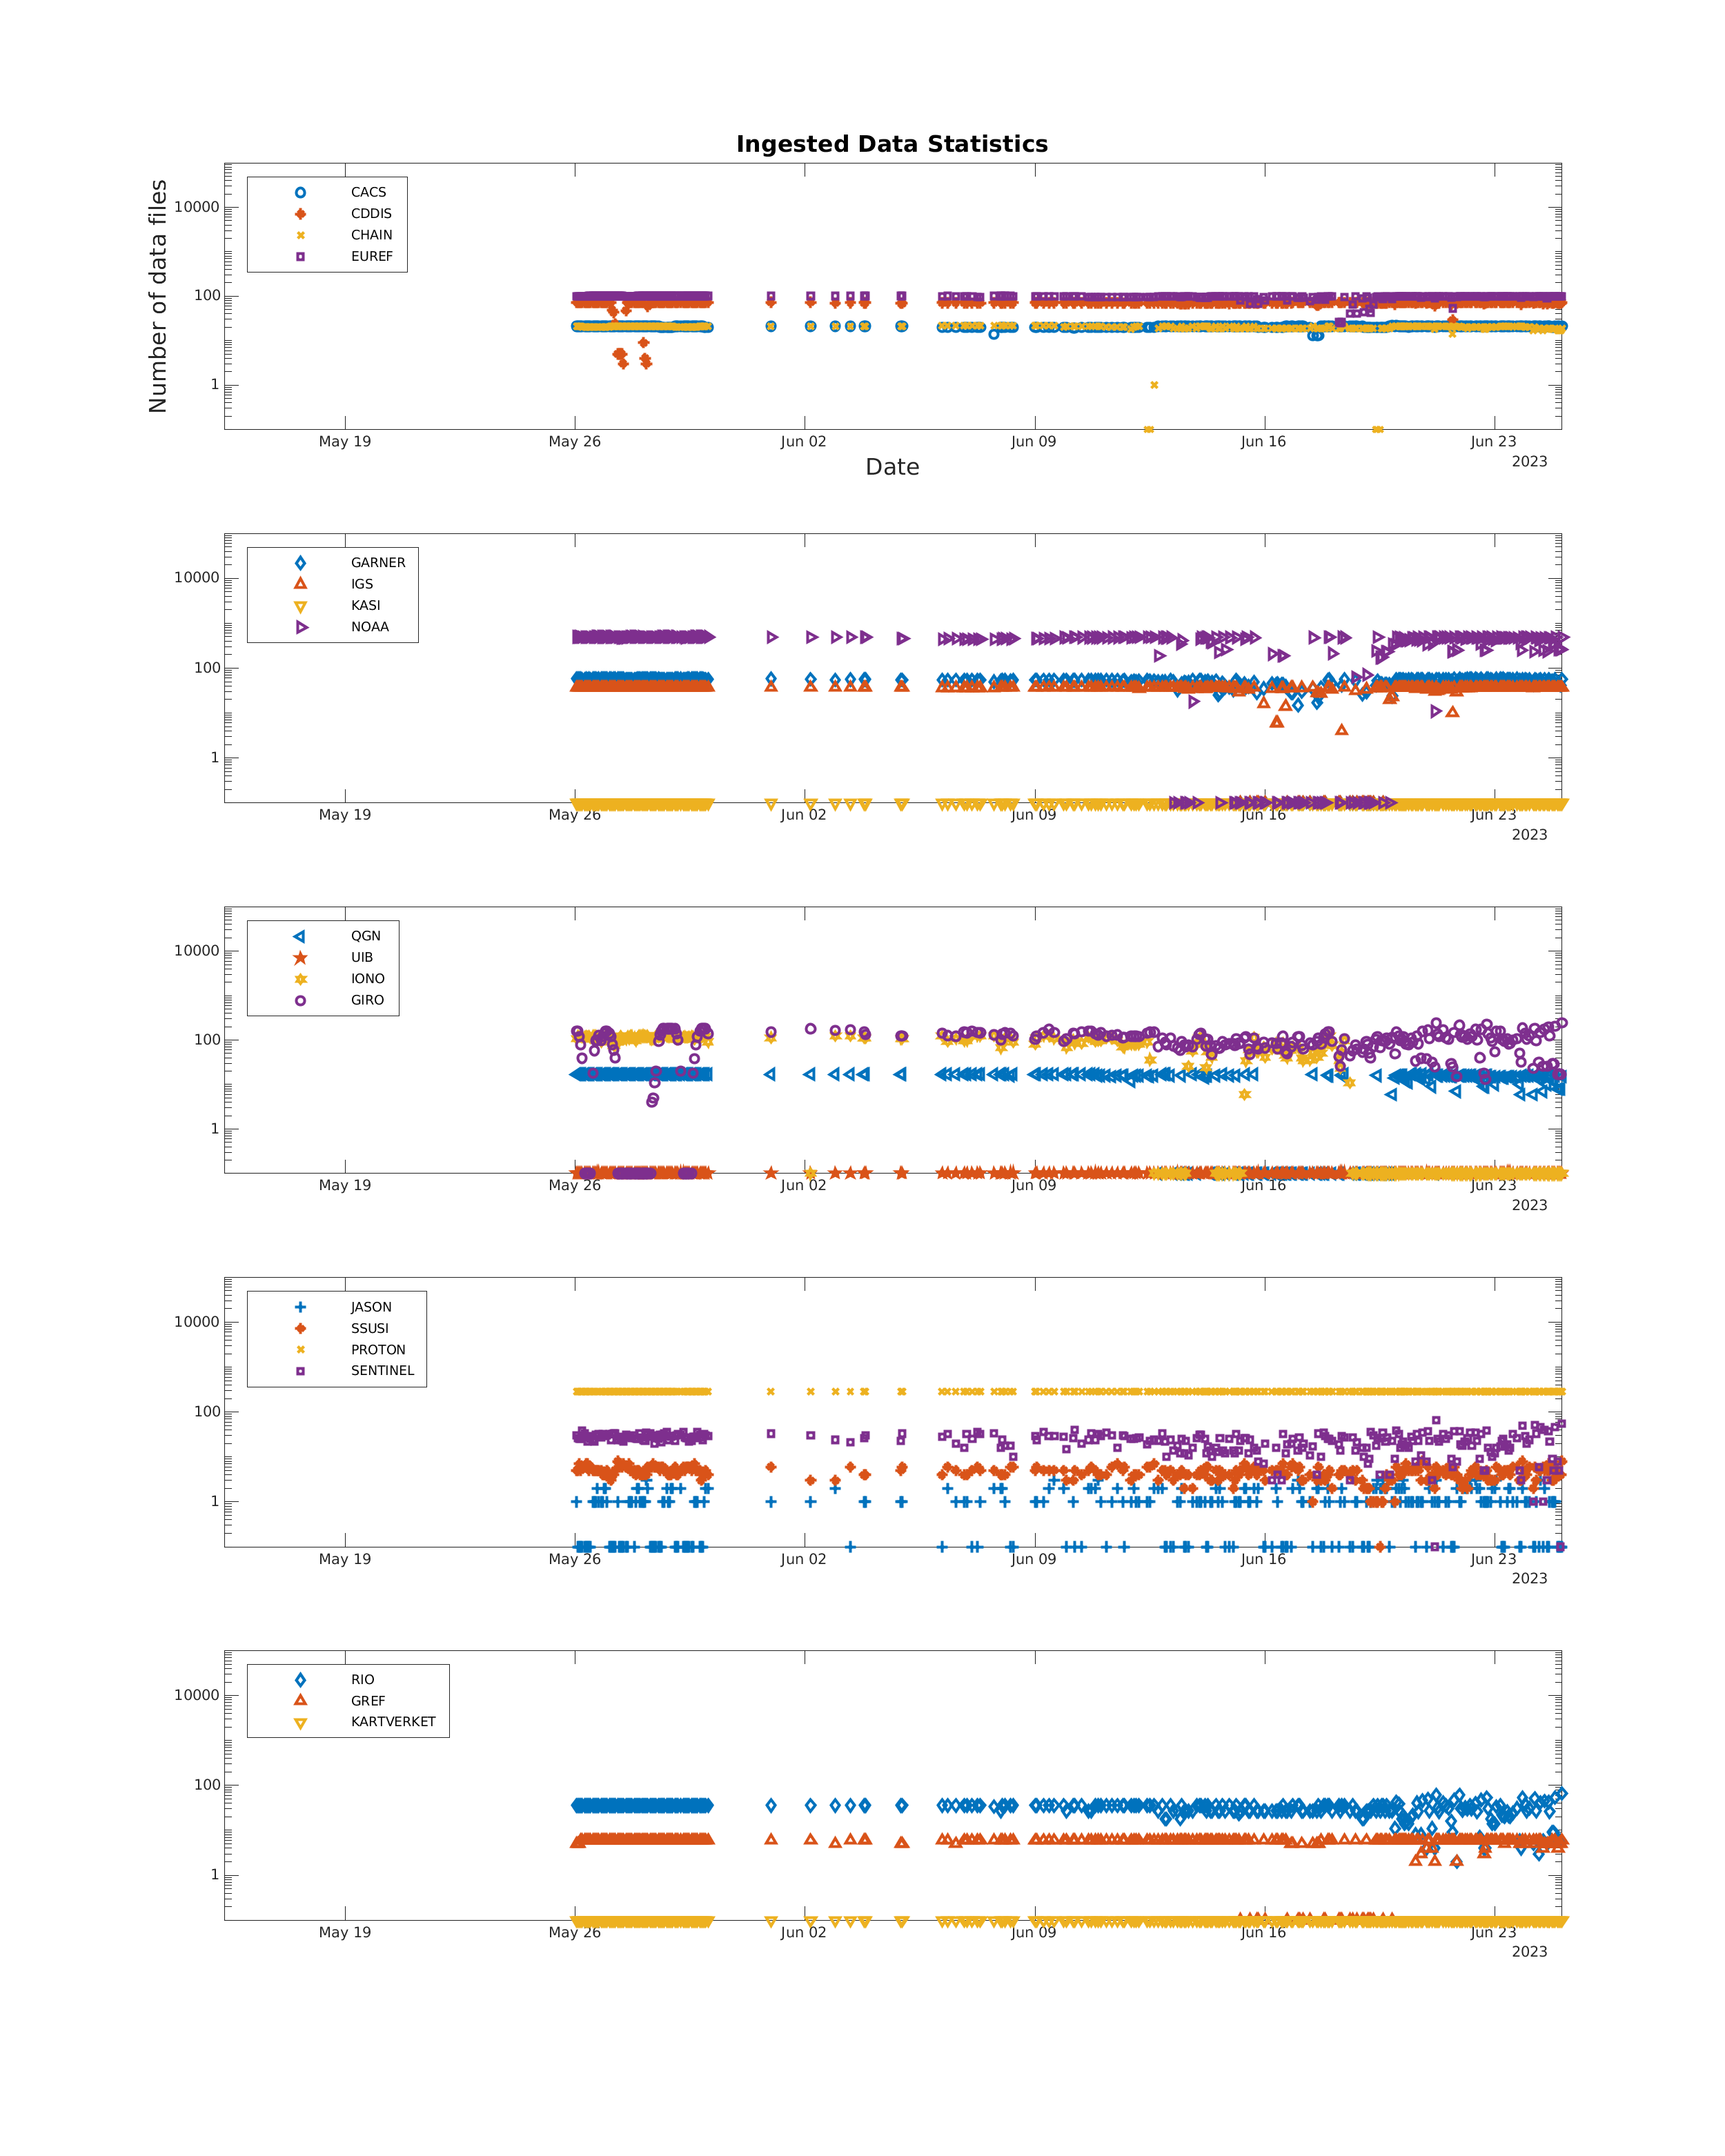 Ingested Data Statistics
Number of data files
10000
100
1
CACS
CDDIS
CHAIN
EUREF
May 19 May 26 Jun 02 Jun 09 Jun 16 Jun 23
2023
Date
10000
100
1
GARNER
IGS
KASI
NOAA
May 19 May 26 Jun 02 Jun 09 Jun 16 Jun 23
2023
10000
100
1
QGN
UIB
IONO
GIRO
May 19 May 26 Jun 02 Jun 09 Jun 16 Jun 23
2023
10000
100
1
JASON
SSUSI
PROTON
SENTINEL
May 19 May 26 Jun 02 Jun 09 Jun 16 Jun 23
2023
10000
100
1
RIO
GREF
KARTVERKET
May 19 May 26 Jun 02 Jun 09 Jun 16 Jun 23
2023